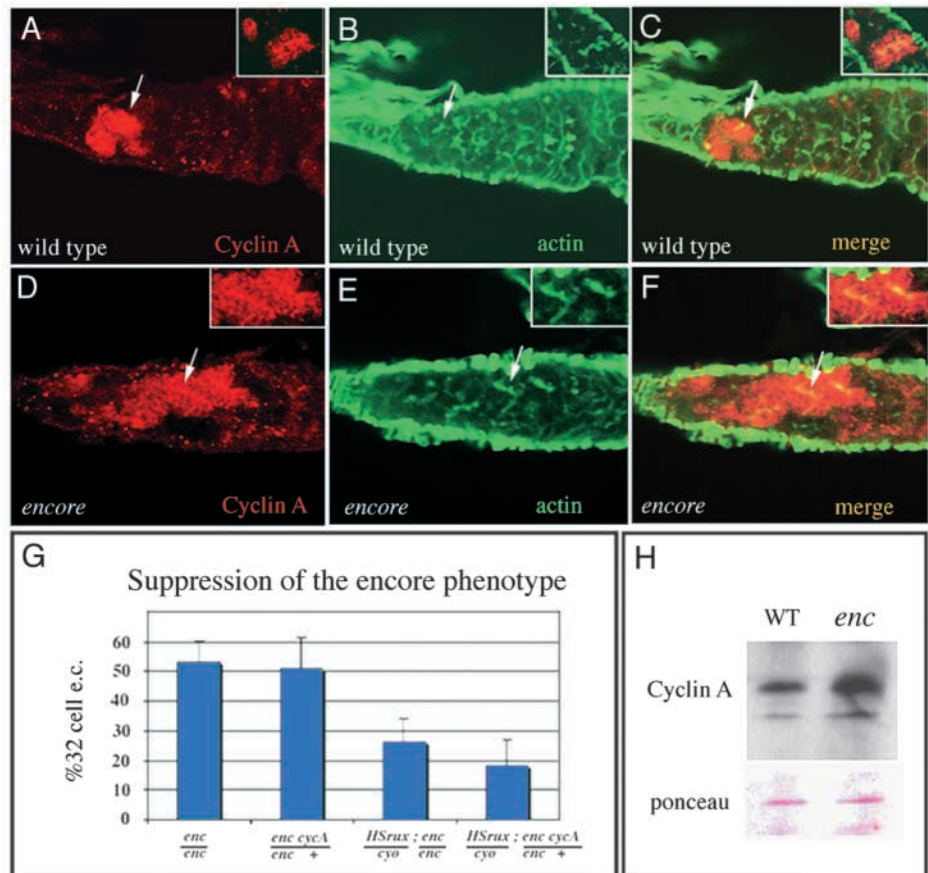 A
B
C
wild type Cyclin A
wild type actin
wild type merge
D
E
F
encore Cyclin A
encore actin
encore merge
G
Suppression of the encore phenotype
%32 cell e.c.
60
50
40
30
20
10
0
enc HSrux ; enc
enc cycA HSrux ; enc cycA
enc enc + cyo enc cyo enc +
H
WT enc
Cyclin A
ponceau